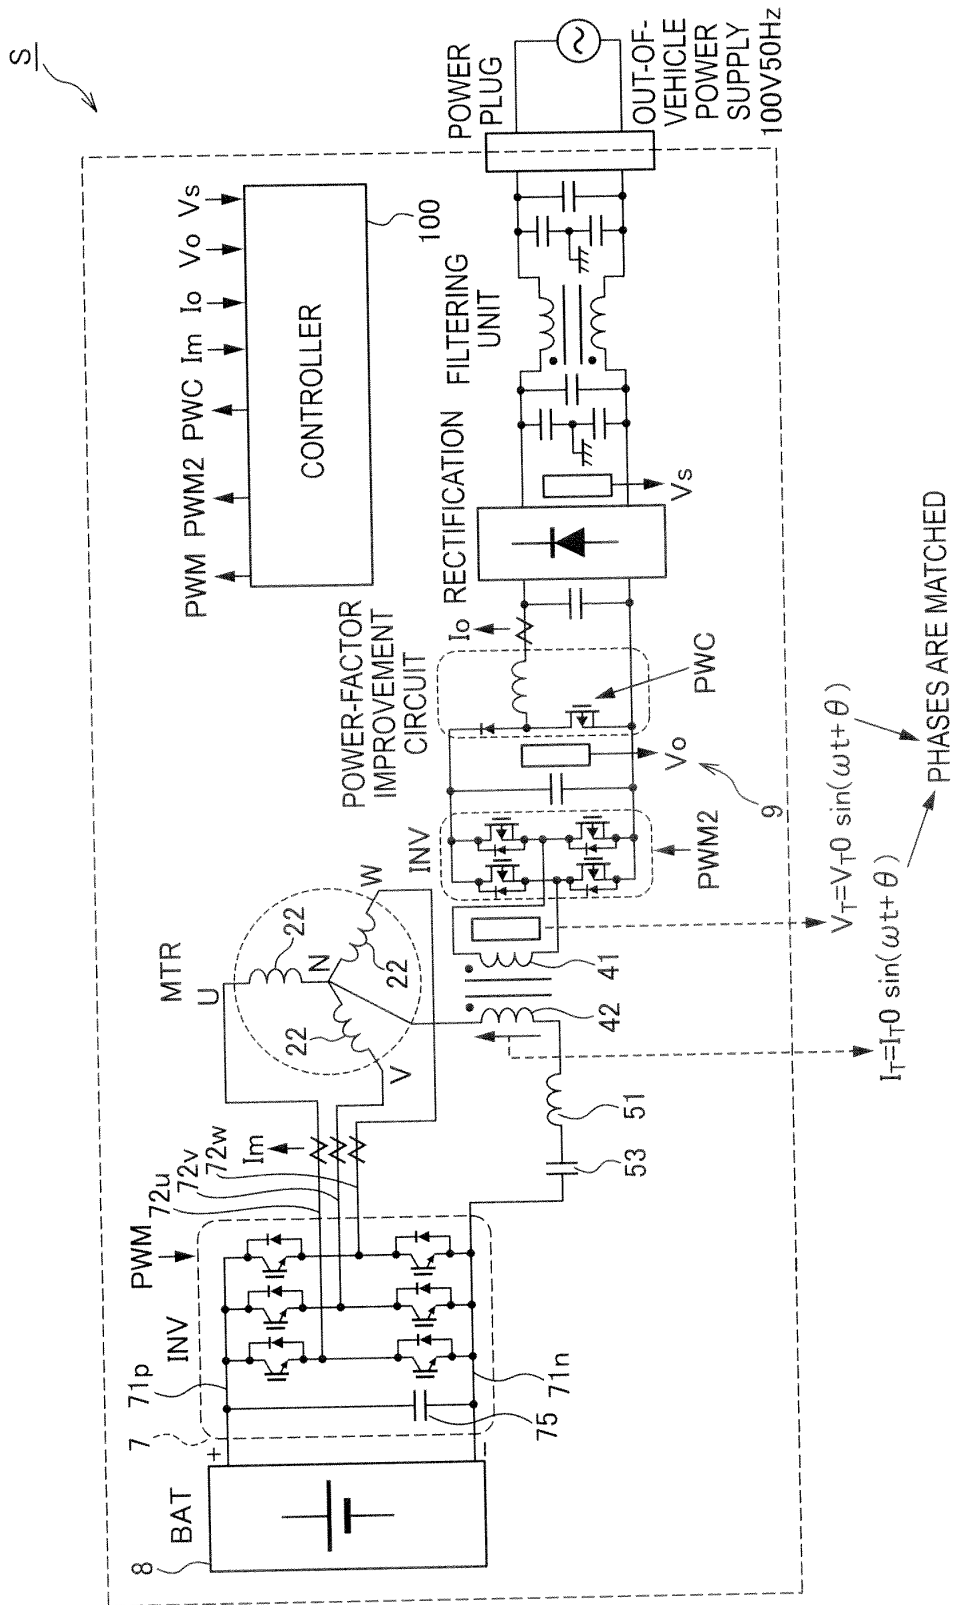 S
POWER
PLUG
OUT-OF-
VEHICLE
POWER
SUPPLY
100V50Hz
PWM PWM2 PWC Im Io Vo Vs
CONTROLLER
100
FILTERING
UNIT
RECTIFICATION
Vs
POWER-FACTOR
IMPROVEMENT
CIRCUIT
Io
PWC
Vo
9
INV
PWM2
MTR
U
22
N
W
22
22
V
41
42
51
53
Im
72w
72v
72u
PWM
INV
71p
71n
75
7
+
-
BAT
8
VT=VT0 sin(ωt+θ)
IT=IT0 sin(ωt+θ)
PHASES ARE MATCHED